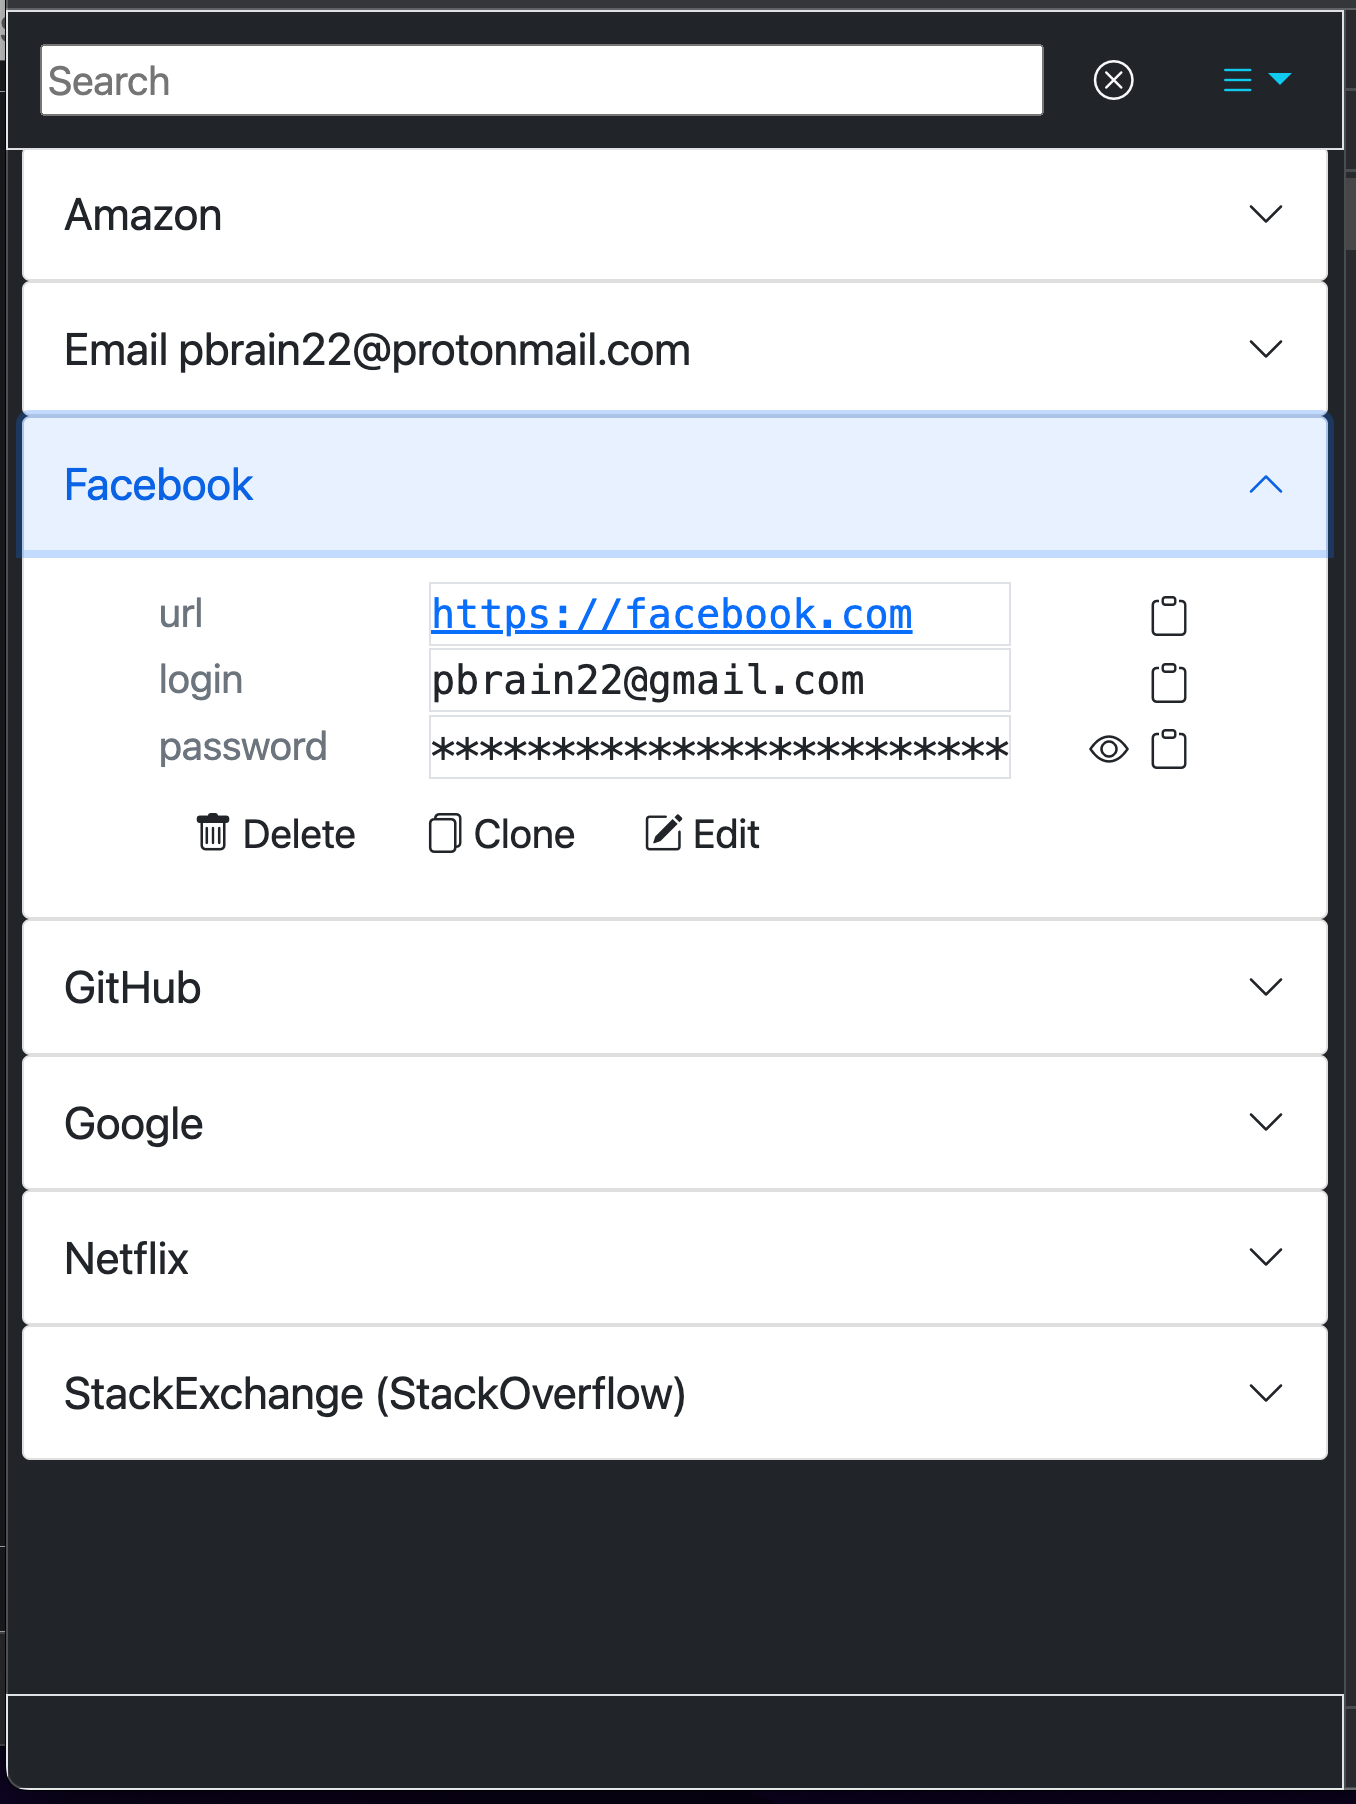 Search
Amazon
Email pbrain22@protonmail.com
Facebook
url https://facebook.com
login pbrain22@gmail.com
password ************************
Delete Clone Edit
GitHub
Google
Netflix
StackExchange (StackOverflow)